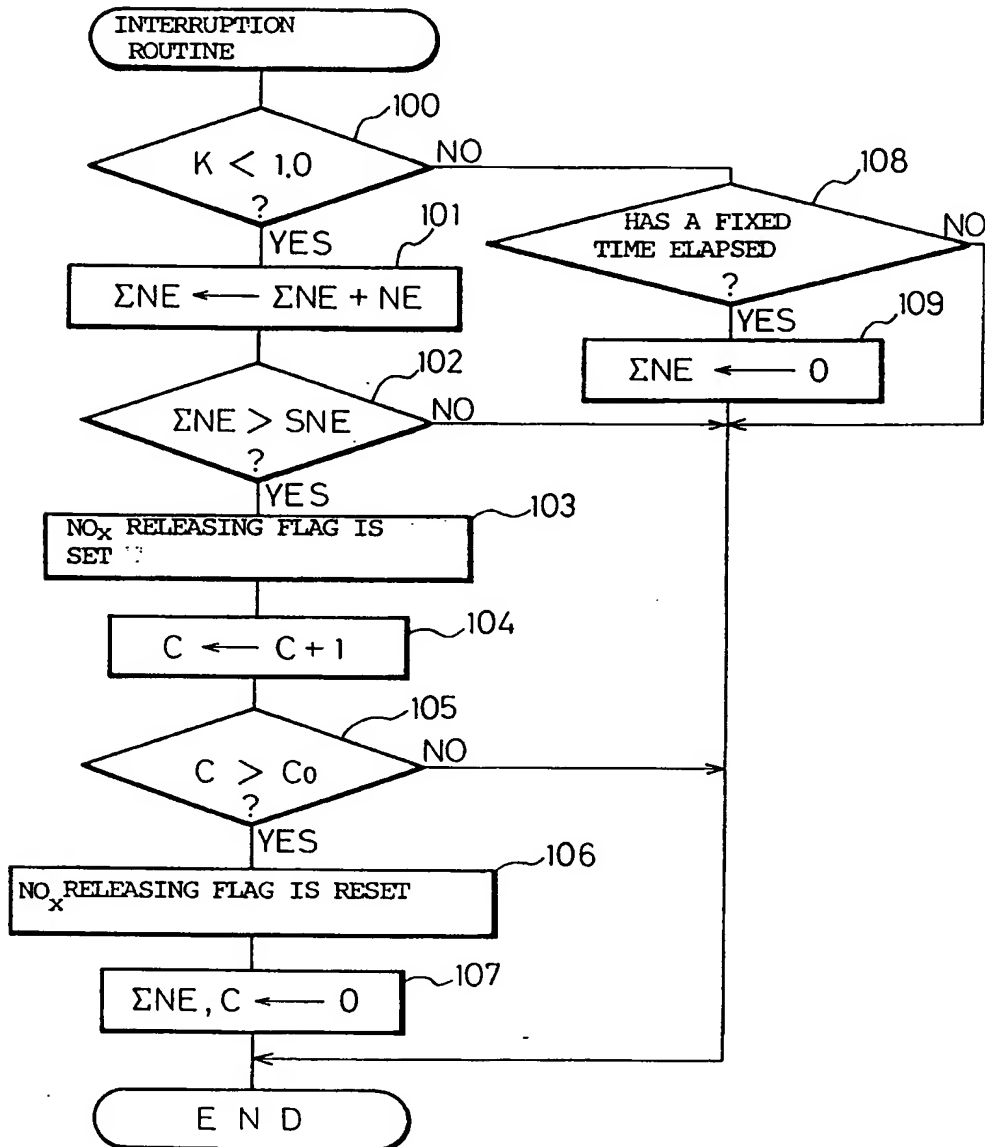 INTERRUPTION
ROUTINE
100
K < 1.0
?
NO
YES
108
HAS A FIXED
TIME ELAPSED
?
NO
YES
101
ΣNE ← ΣNE + NE
109
ΣNE ← 0
102
ΣNE > SNE
?
NO
YES
103
NOx RELEASING FLAG IS
SET
104
C ← C + 1
105
C > Co
?
NO
YES
106
NOx RELEASING FLAG IS RESET
107
ΣNE, C ← 0
END